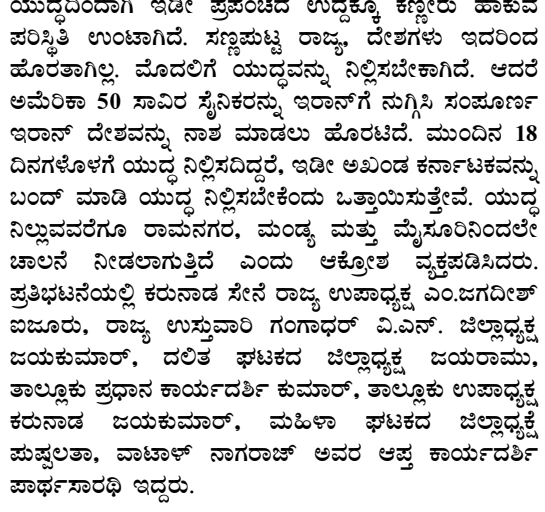 ಯುದ್ಧದಿಂದಾಗಿ ಇಡೀ ಪ್ರಪಂಚದ ಉದ್ದಕ್ಕೂ ಕಣ್ಣೀರು ಹಾಕುವ
ಪರಿಸ್ಥಿತಿ ಉಂಟಾಗಿದೆ. ಸಣ್ಣಪುಟ್ಟ ರಾಜ್ಯ, ದೇಶಗಳು ಇದರಿಂದ
ಹೊರತಾಗಿಲ್ಲ. ಮೊದಲಿಗೆ ಯುದ್ಧವನ್ನು ನಿಲ್ಲಿಸಬೇಕಾಗಿದೆ. ಆದರೆ
ಅಮೆರಿಕಾ 50 ಸಾವಿರ ಸೈನಿಕರನ್ನು ಇರಾನ್‌ಗೆ ನುಗ್ಗಿಸಿ ಸಂಪೂರ್ಣ
ಇರಾನ್ ದೇಶವನ್ನು ನಾಶ ಮಾಡಲು ಹೊರಟಿದೆ. ಮುಂದಿನ 18
ದಿನಗಳೊಳಗೆ ಯುದ್ಧ ನಿಲ್ಲಿಸದಿದ್ದರೆ, ಇಡೀ ಅಖಂಡ ಕರ್ನಾಟಕವನ್ನು
ಬಂದ್ ಮಾಡಿ ಯುದ್ಧ ನಿಲ್ಲಿಸಬೇಕೆಂದು ಒತ್ತಾಯಿಸುತ್ತೇವೆ. ಯುದ್ಧ
ನಿಲ್ಲುವವರೆಗೂ ರಾಮನಗರ, ಮಂಡ್ಯ ಮತ್ತು ಮೈಸೂರಿನಿಂದಲೇ
ಚಾಲನೆ ನೀಡಲಾಗುತ್ತಿದೆ ಎಂದು ಆಕ್ರೋಶ ವ್ಯಕ್ತಪಡಿಸಿದರು.
ಪ್ರತಿಭಟನೆಯಲ್ಲಿ ಕರುನಾಡ ಸೇನೆ ರಾಜ್ಯ ಉಪಾಧ್ಯಕ್ಷ ಎಂ.ಜಗದೀಶ್
ಐಜೂರು, ರಾಜ್ಯ ಉಸ್ತುವಾರಿ ಗಂಗಾಧರ್ ವಿ.ಎನ್. ಜಿಲ್ಲಾಧ್ಯಕ್ಷ
ಜಯಕುಮಾರ್, ದಲಿತ ಘಟಕದ ಜಿಲ್ಲಾಧ್ಯಕ್ಷ ಜಯರಾಮು,
ತಾಲ್ಲೂಕು ಪ್ರಧಾನ ಕಾರ್ಯದರ್ಶಿ ಕುಮಾರ್, ತಾಲ್ಲೂಕು ಉಪಾಧ್ಯಕ್ಷ
ಕರುನಾಡ ಜಯಕುಮಾರ್, ಮಹಿಳಾ ಘಟಕದ ಜಿಲ್ಲಾಧ್ಯಕ್ಷೆ
ಪುಷ್ಪಲತಾ, ವಾಟಾಳ್ ನಾಗರಾಜ್ ಅವರ ಆಪ್ತ ಕಾರ್ಯದರ್ಶಿ
ಪಾರ್ಥಸಾರಥಿ ಇದ್ದರು.